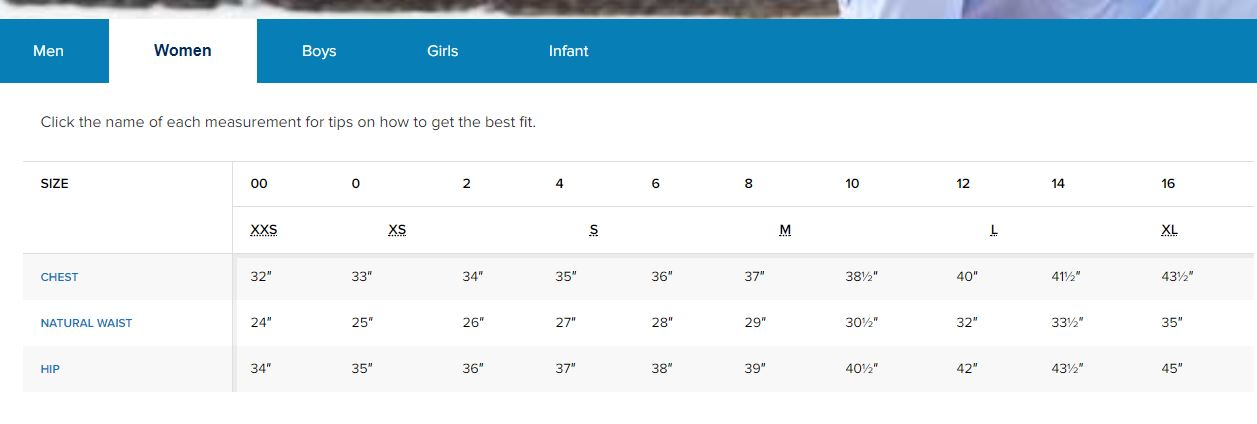 Men Women Boys Girls Infant
Click the name of each measurement for tips on how to get the best fit.
SIZE 00 0 2 4 6 8 10 12 14 16
XXS XS S M L XL
CHEST 32" 33" 34" 35" 36" 37" 38½" 40" 41½" 43½"
NATURAL WAIST 24" 25" 26" 27" 28" 29" 30½" 32" 33½" 35"
HIP 34" 35" 36" 37" 38" 39" 40½" 42" 43½" 45"